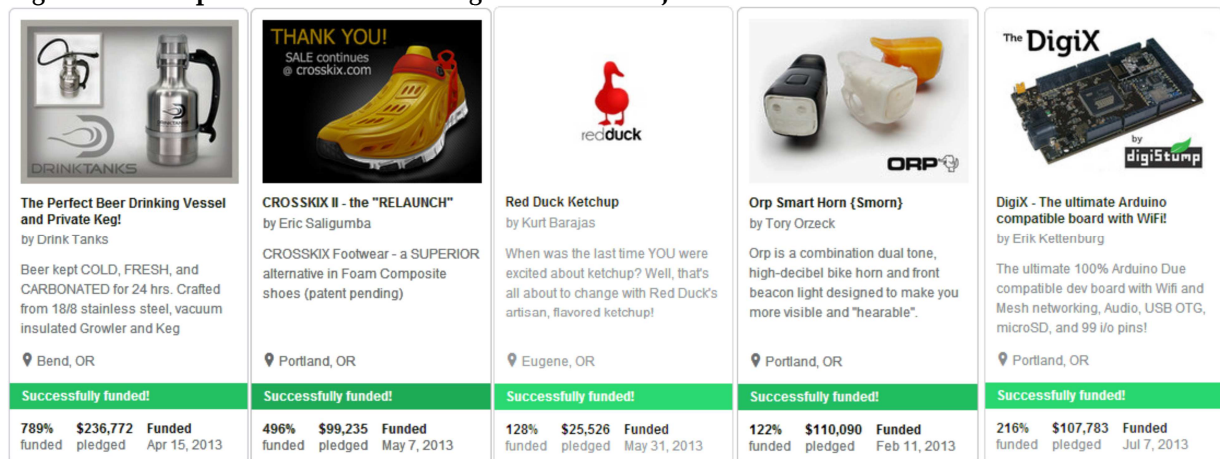 DRINKTANKS
DRINKTANKS
The Perfect Beer Drinking Vessel
and Private Keg!
by Drink Tanks
Beer kept COLD, FRESH, and
CARBONATED for 24 hrs. Crafted
from 18/8 stainless steel, vacuum
insulated Growler and Keg
Bend, OR
Successfully funded!
789% $236,772 Funded
funded pledged Apr 15, 2013
THANK YOU!
SALE continues
@ crosskix.com
CROSSKIX II - the "RELAUNCH"
by Eric Saligumba
CROSSKIX Footwear - a SUPERIOR
alternative in Foam Composite
shoes (patent pending)
Portland, OR
Successfully funded!
496% $99,235 Funded
funded pledged May 7, 2013
redduck
Red Duck Ketchup
by Kurt Barajas
When was the last time YOU were
excited about ketchup? Well, that's
all about to change with Red Duck's
artisan, flavored ketchup!
Eugene, OR
Successfully funded!
128% $25,526 Funded
funded pledged May 31, 2013
ORP
Orp Smart Horn {Smorn}
by Tory Orzeck
Orp is a combination dual tone,
high-decibel bike horn and front
beacon light designed to make you
more visible and "hearable".
Portland, OR
Successfully funded!
122% $110,090 Funded
funded pledged Feb 11, 2013
The DigiX
by
digiStump
DigiX - The ultimate Arduino
compatible board with WiFi!
by Erik Kettenburg
The ultimate 100% Arduino Due
compatible dev board with Wifi and
Mesh networking, Audio, USB OTG,
microSD, and 99 i/o pins!
Portland, OR
Successfully funded!
216% $107,783 Funded
funded pledged Jul 7, 2013